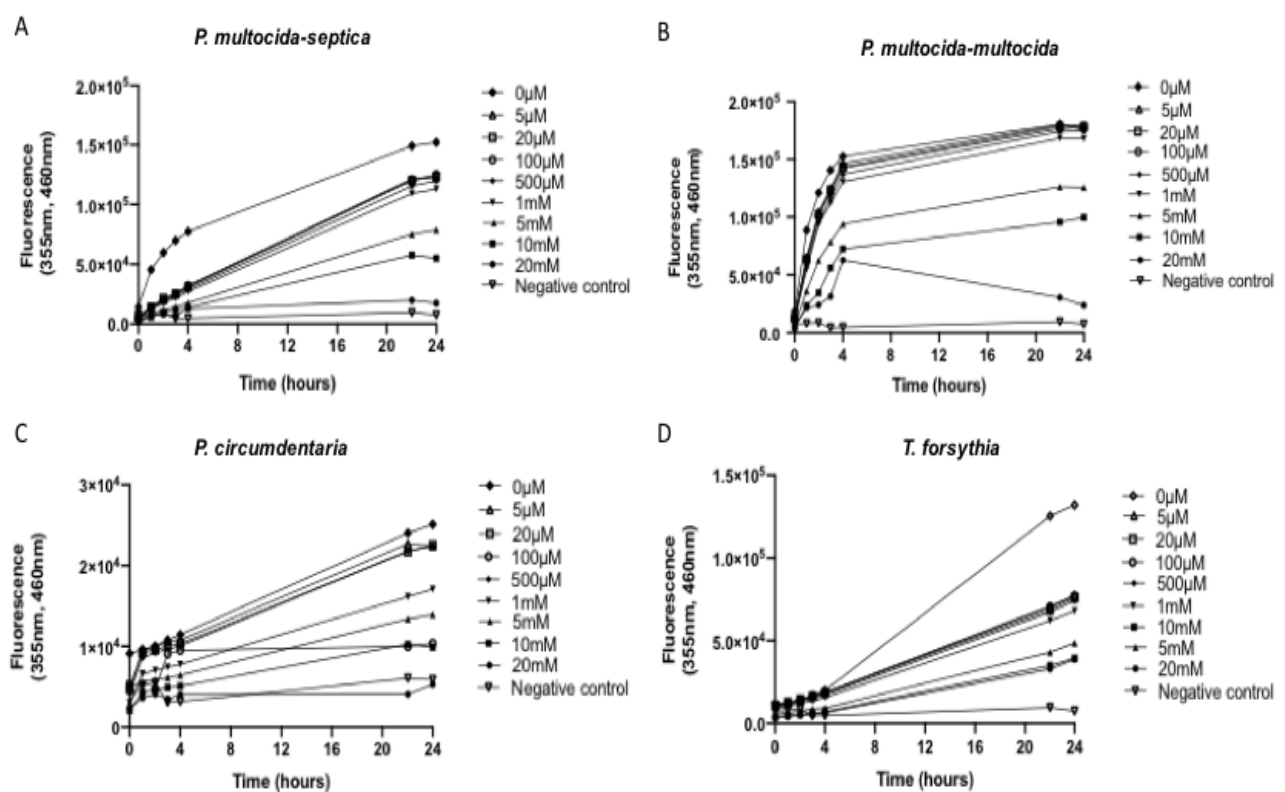 A
P. multocida-septica
2.0×10⁵
1.5×10⁵
1.0×10⁵
5.0×10⁴
0.0
Fluorescence
(355nm, 460nm)
0 4 8 12 16 20 24
Time (hours)
0µM
5µM
20µM
100µM
500µM
1mM
5mM
10mM
20mM
Negative control
B
P. multocida-multocida
2.0×10⁵
1.5×10⁵
1.0×10⁵
5.0×10⁴
0.0
Fluorescence
(355nm, 460nm)
0 4 8 12 16 20 24
Time (hours)
0µM
5µM
20µM
100µM
500µM
1mM
5mM
10mM
20mM
Negative control
C
P. circumdentaria
3×10⁴
2×10⁴
1×10⁴
0
Fluorescence
(355nm, 460nm)
0 4 8 12 16 20 24
Time (hours)
0µM
5µM
20µM
100µM
500µM
1mM
5mM
10mM
20mM
Negative control
D
T. forsythia
1.5×10⁵
1.0×10⁵
5.0×10⁴
0.0
Fluorescence
(355nm, 460nm)
0 4 8 12 16 20 24
Time (hours)
0µM
5µM
20µM
100µM
500µM
1mM
10mM
5mM
20mM
Negative control